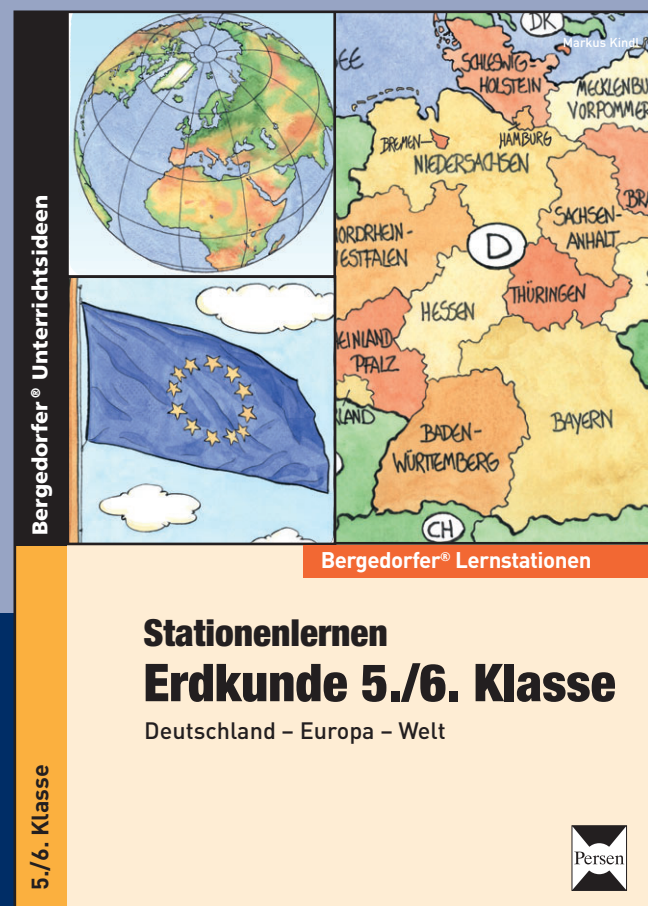 Markus Kindl
DK
EE
SCHLESWIG-
HOLSTEIN
MECKLENBU
VORPOMMER
BREMEN
HAMBURG
NIEDERSACHSEN
BRA
SACHSEN-
ANHALT
ORDRHEIN-
ESTFALEN
D
THÜRINGEN
HESSEN
EINLAND
PFALZ
LAND
BADEN-
WÜRTTEMBERG
BAYERN
CH
Bergedorfer® Unterrichtsideen
Bergedorfer® Lernstationen
Stationenlernen
Erdkunde 5./6. Klasse
Deutschland – Europa – Welt
5./6. Klasse
Persen